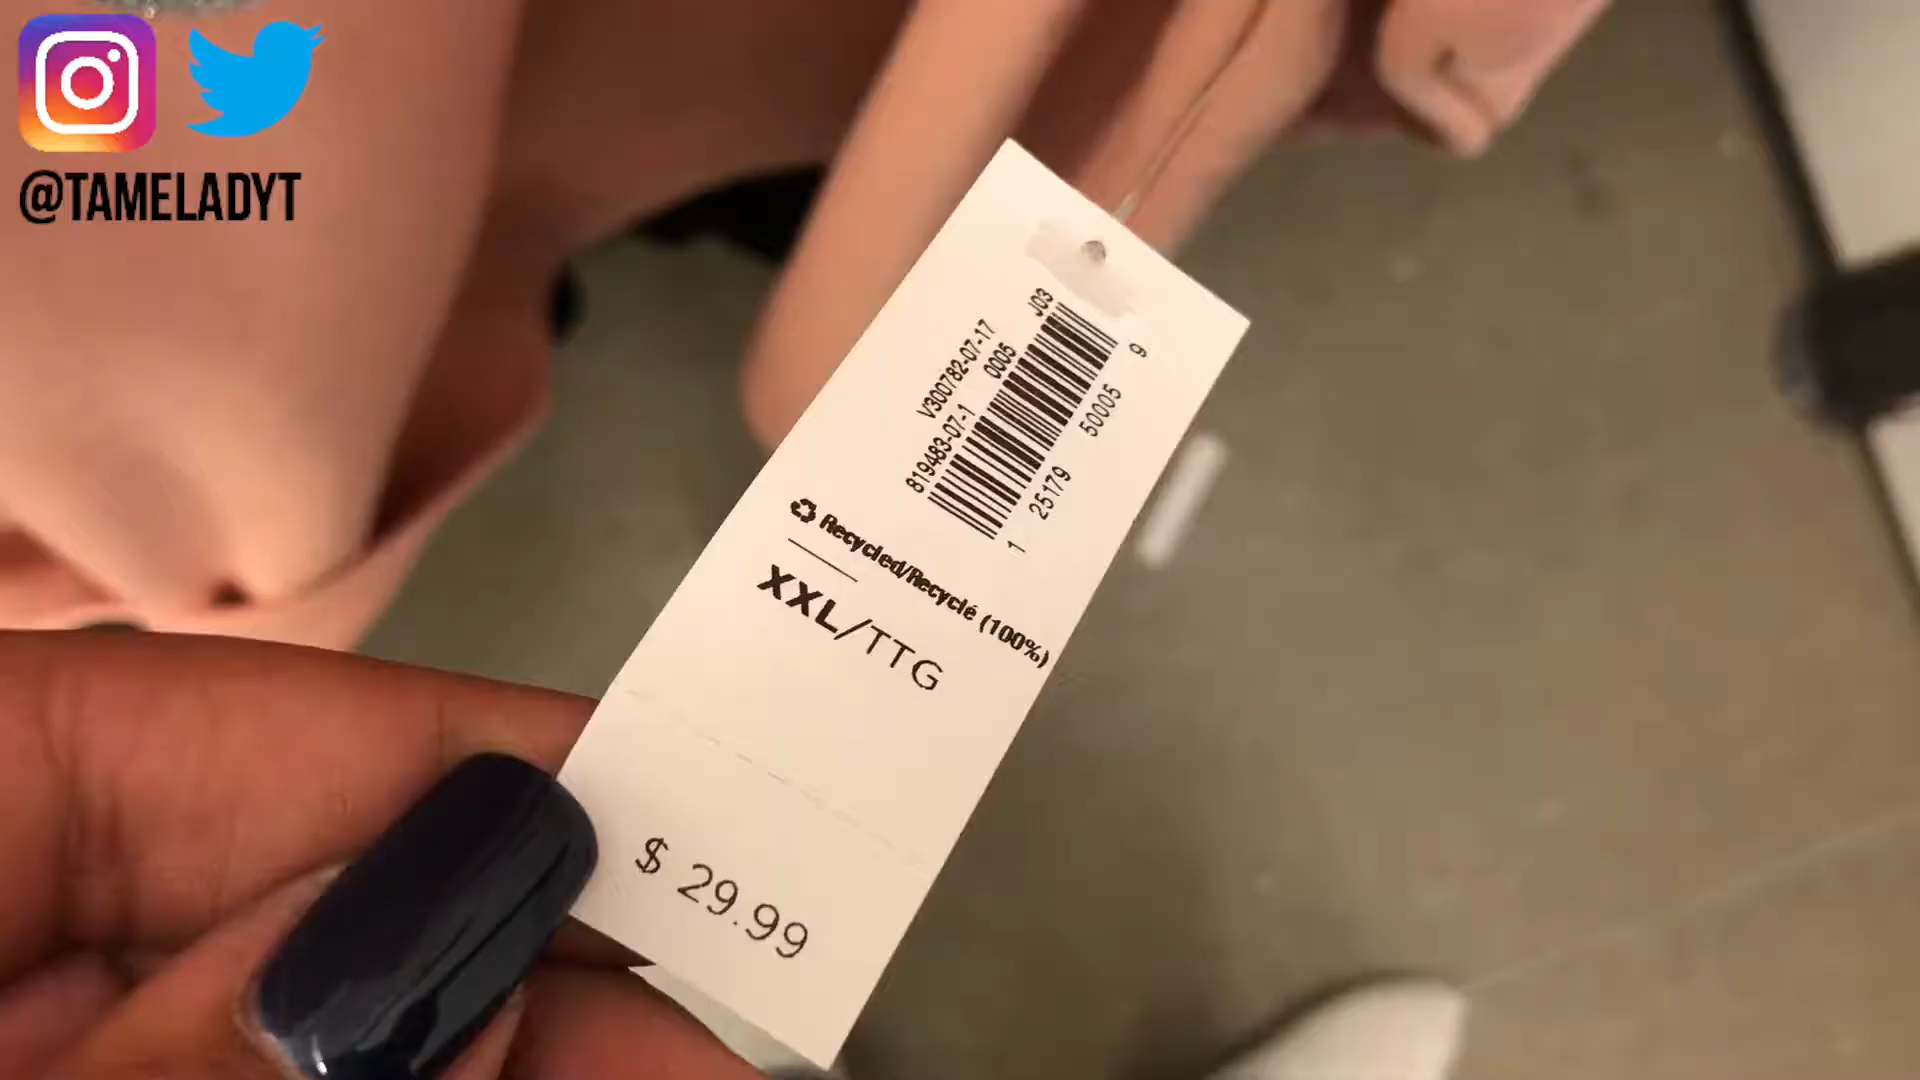 @TAMELADYT
J03
V300782-07-17
0005
819483-07-1
1 25179 50005 9
Recycled/Recyclé (100%)
XXL/TTG
$ 29.99